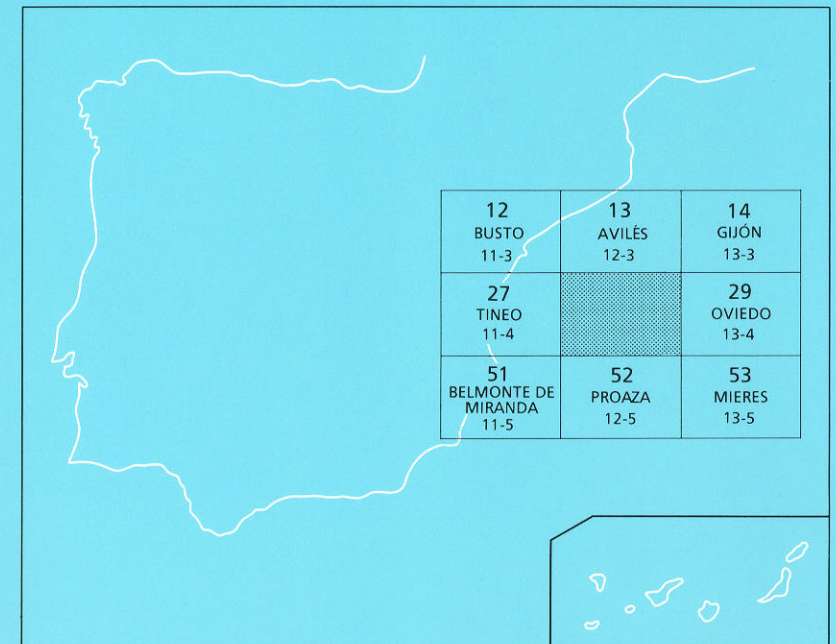 12
BUSTO
11-3
13
AVILÉS
12-3
14
GIJÓN
13-3
27
TINEO
11-4
29
OVIEDO
13-4
51
BELMONTE DE
MIRANDA
11-5
52
PROAZA
12-5
53
MIERES
13-5